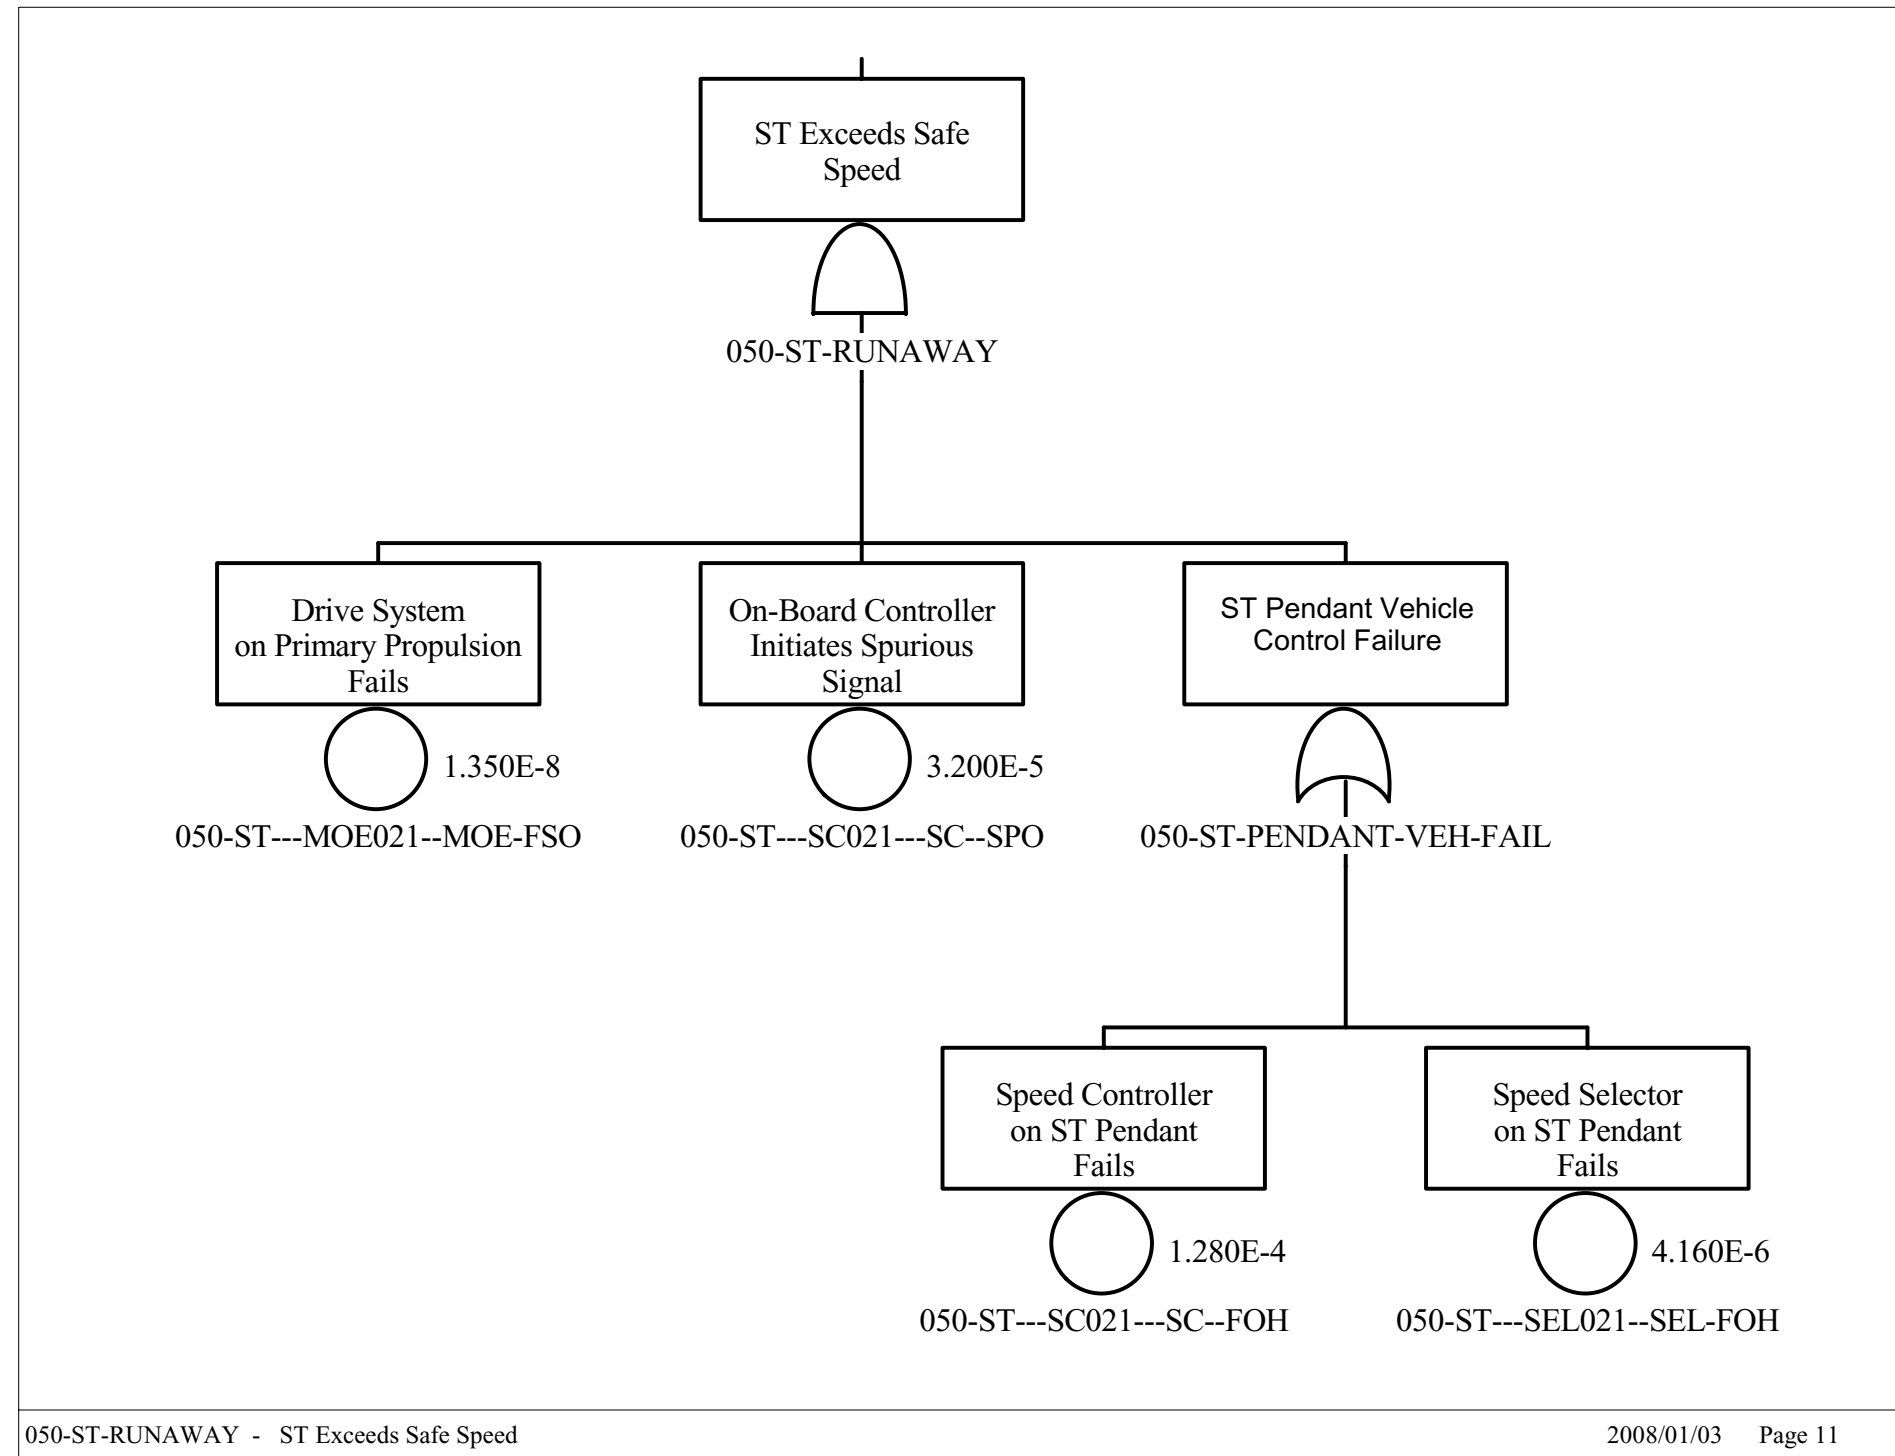 ST Exceeds Safe
Speed
050-ST-RUNAWAY
Drive System
on Primary Propulsion
Fails
1.350E-8
050-ST---MOE021--MOE-FSO
On-Board Controller
Initiates Spurious
Signal
3.200E-5
050-ST---SC021---SC--SPO
ST Pendant Vehicle
Control Failure
050-ST-PENDANT-VEH-FAIL
Speed Controller
on ST Pendant
Fails
1.280E-4
050-ST---SC021---SC--FOH
Speed Selector
on ST Pendant
Fails
4.160E-6
050-ST---SEL021--SEL-FOH
050-ST-RUNAWAY - ST Exceeds Safe Speed
2008/01/03 Page 11